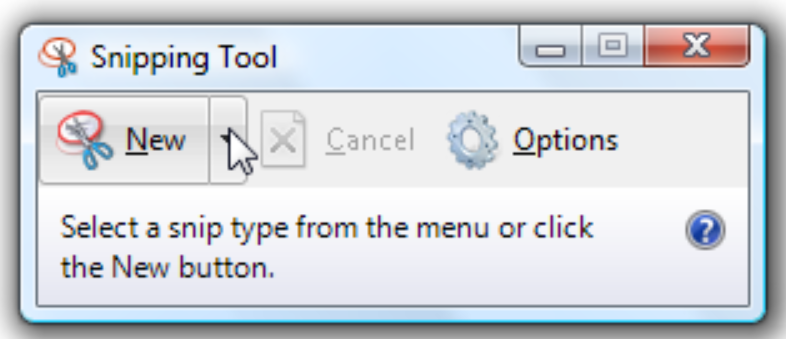 Snipping Tool
New Cancel Options
Select a snip type from the menu or click
the New button.